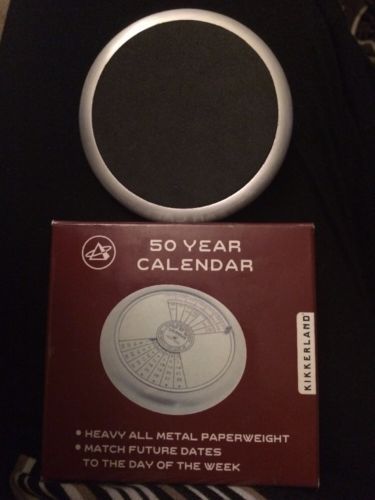 50 YEAR
CALENDAR
KIKKERLAND
• HEAVY ALL METAL PAPERWEIGHT
• MATCH FUTURE DATES
TO THE DAY OF THE WEEK